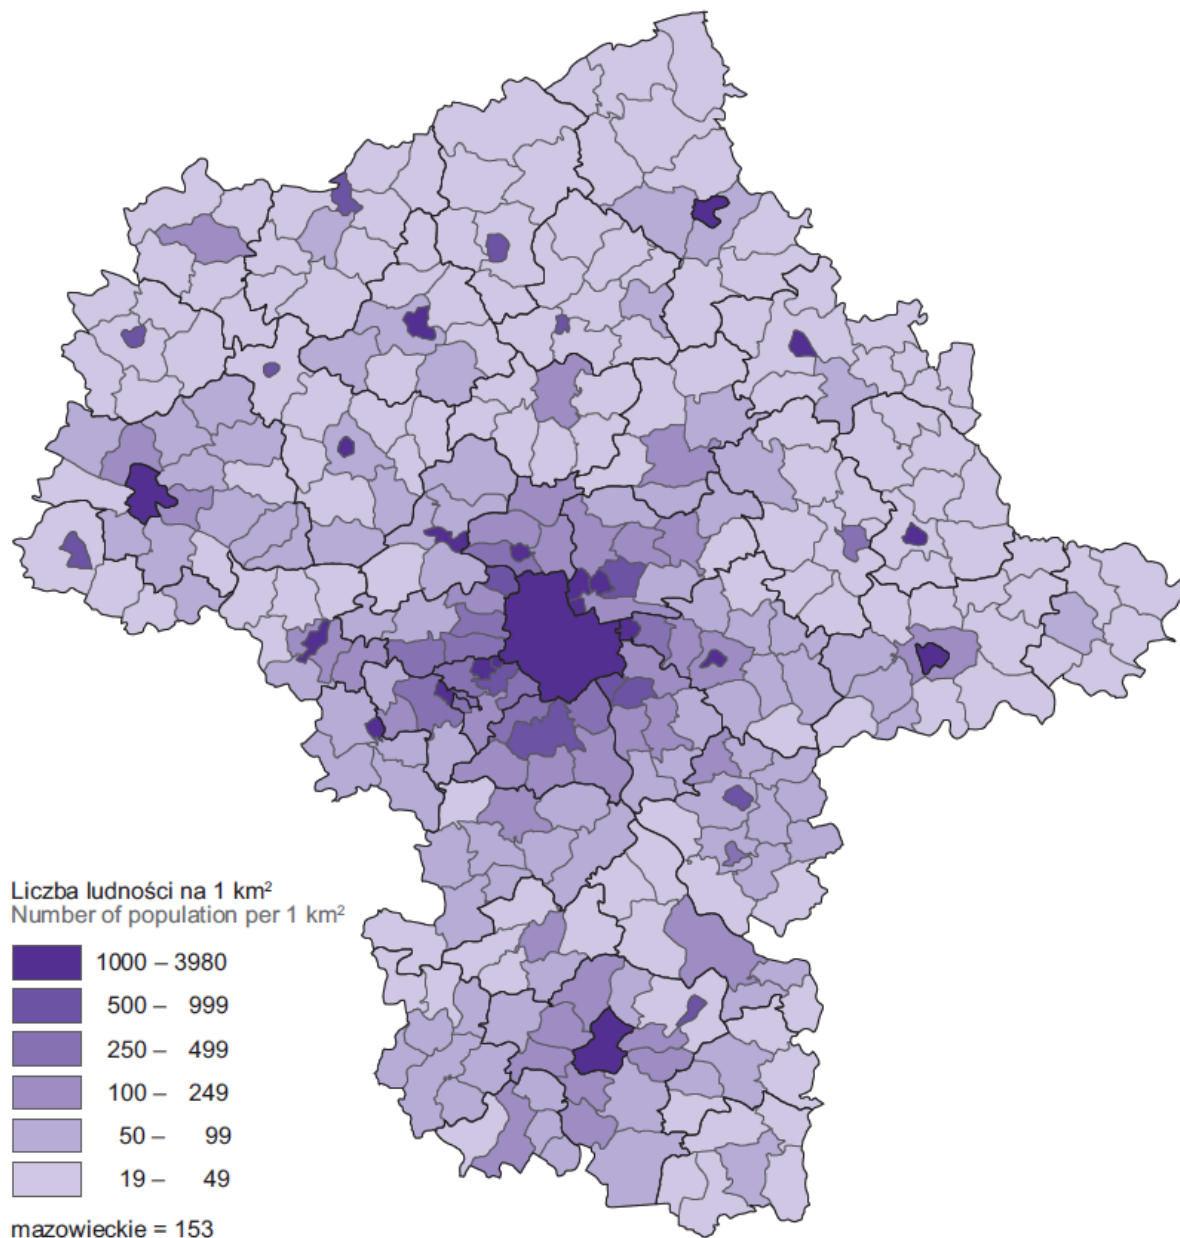 Liczba ludności na 1 km²
Number of population per 1 km²
1000 – 3980
500 – 999
250 – 499
100 – 249
50 – 99
19 – 49
mazowieckie = 153